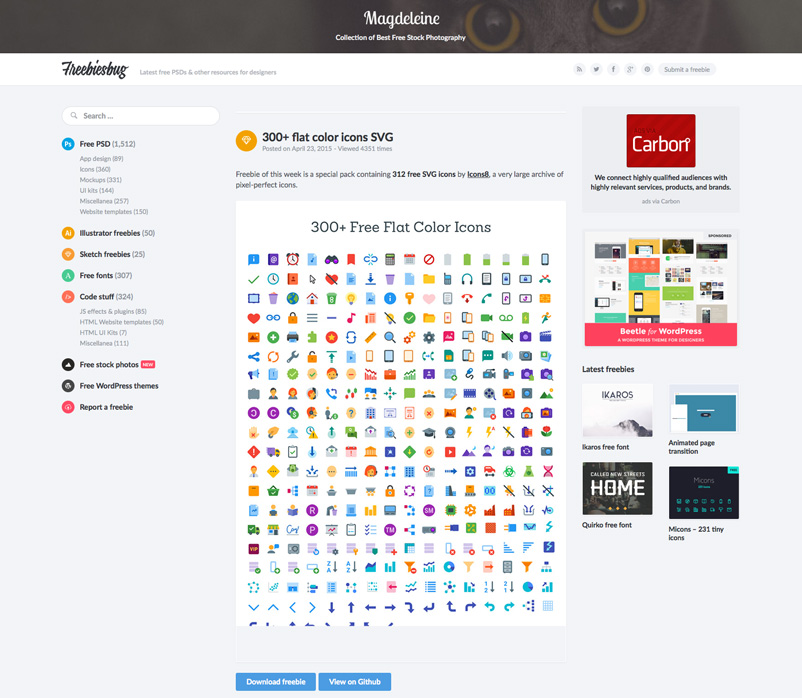 Magdeleine
Collection of Best Free Stock Photography
Freebiesbug
Latest free PSDs & other resources for designers
Submit a freebie
Search ...
Ps Free PSD (1,512)
App design (89)
Icons (360)
Mockups (331)
UI kits (144)
Miscellanea (257)
Website templates (150)
Ai Illustrator freebies (50)
Sketch freebies (25)
A Free fonts (307)
Code stuff (324)
JS effects & plugins (85)
HTML Website templates (50)
HTML UI Kits (7)
Miscellanea (111)
Free stock photos NEW
Free WordPress themes
Report a freebie
300+ flat color icons SVG
Posted on April 23, 2015 - Viewed 4351 times
Freebie of this week is a special pack containing 312 free SVG icons by Icons8, a very large archive of
pixel-perfect icons.
300+ Free Flat Color Icons
VIP
Download freebie
View on Github
Carbon
We connect highly qualified audiences with
highly relevant services, products, and brands.
ads via Carbon
SPONSORED
Beetle for WordPress
A WORDPRESS THEME FOR DESIGNERS
Latest freebies
IKAROS
Ikaros free font
Animated page
transition
CALLED NEW STREETS
HOME
Quirko free font
FREE
Micons
Micons – 231 tiny
icons